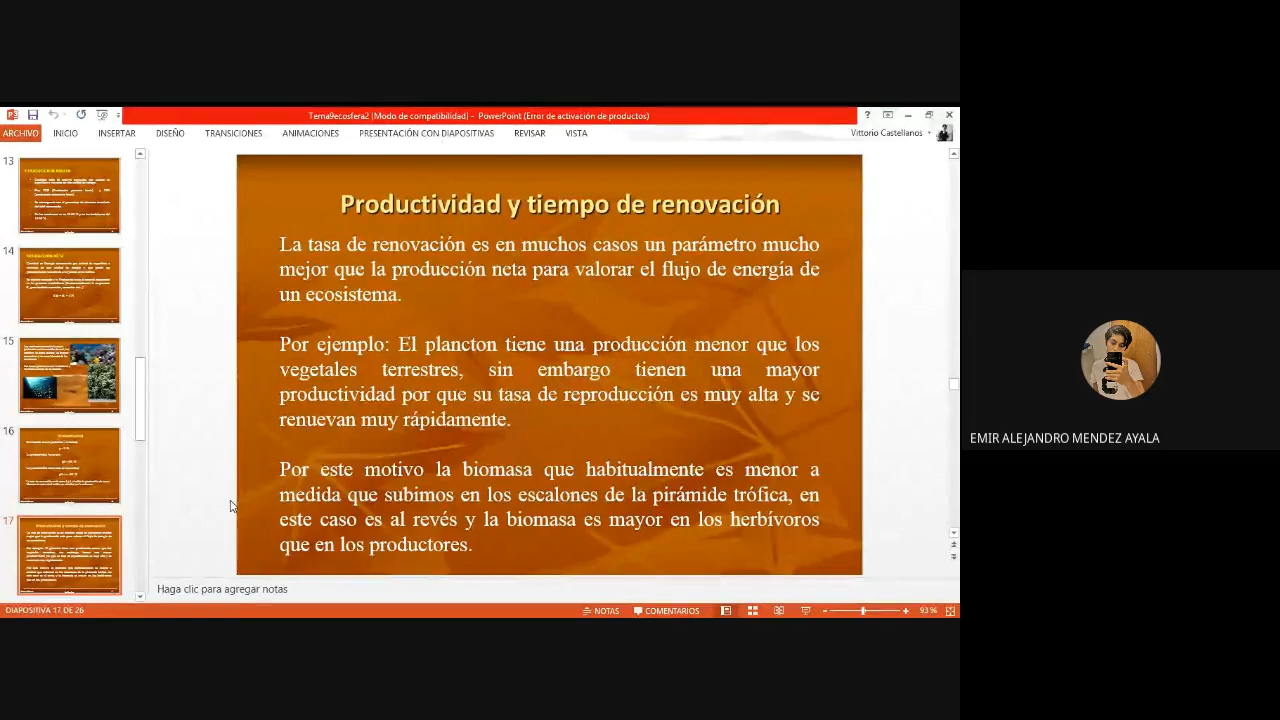 Tema9ecosfera2 [Modo de compatibilidad] - PowerPoint (Error de activación de productos)
ARCHIVO INICIO INSERTAR DISEÑO TRANSICIONES ANIMACIONES PRESENTACIÓN CON DIAPOSITIVAS REVISAR VISTA
Vittorio Castellanos
13
14
15
16
17
Productividad y tiempo de renovación
La tasa de renovación es en muchos casos un parámetro mucho
mejor que la producción neta para valorar el flujo de energía de
un ecosistema.
Por ejemplo: El plancton tiene una producción menor que los
vegetales terrestres, sin embargo tienen una mayor
productividad por que su tasa de reproducción es muy alta y se
renuevan muy rápidamente.
Por este motivo la biomasa que habitualmente es menor a
medida que subimos en los escalones de la pirámide trófica, en
este caso es al revés y la biomasa es mayor en los herbívoros
que en los productores.
Haga clic para agregar notas
DIAPOSITIVA 17 DE 26
NOTAS
COMENTARIOS
93 %
EMIR ALEJANDRO MENDEZ AYALA